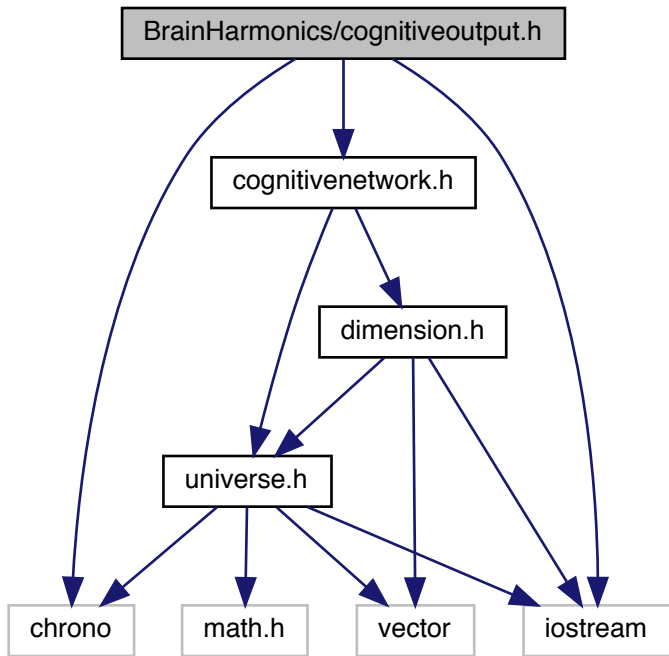 BrainHarmonics/cognitiveoutput.h
cognitivenetwork.h
dimension.h
universe.h
chrono
math.h
vector
iostream